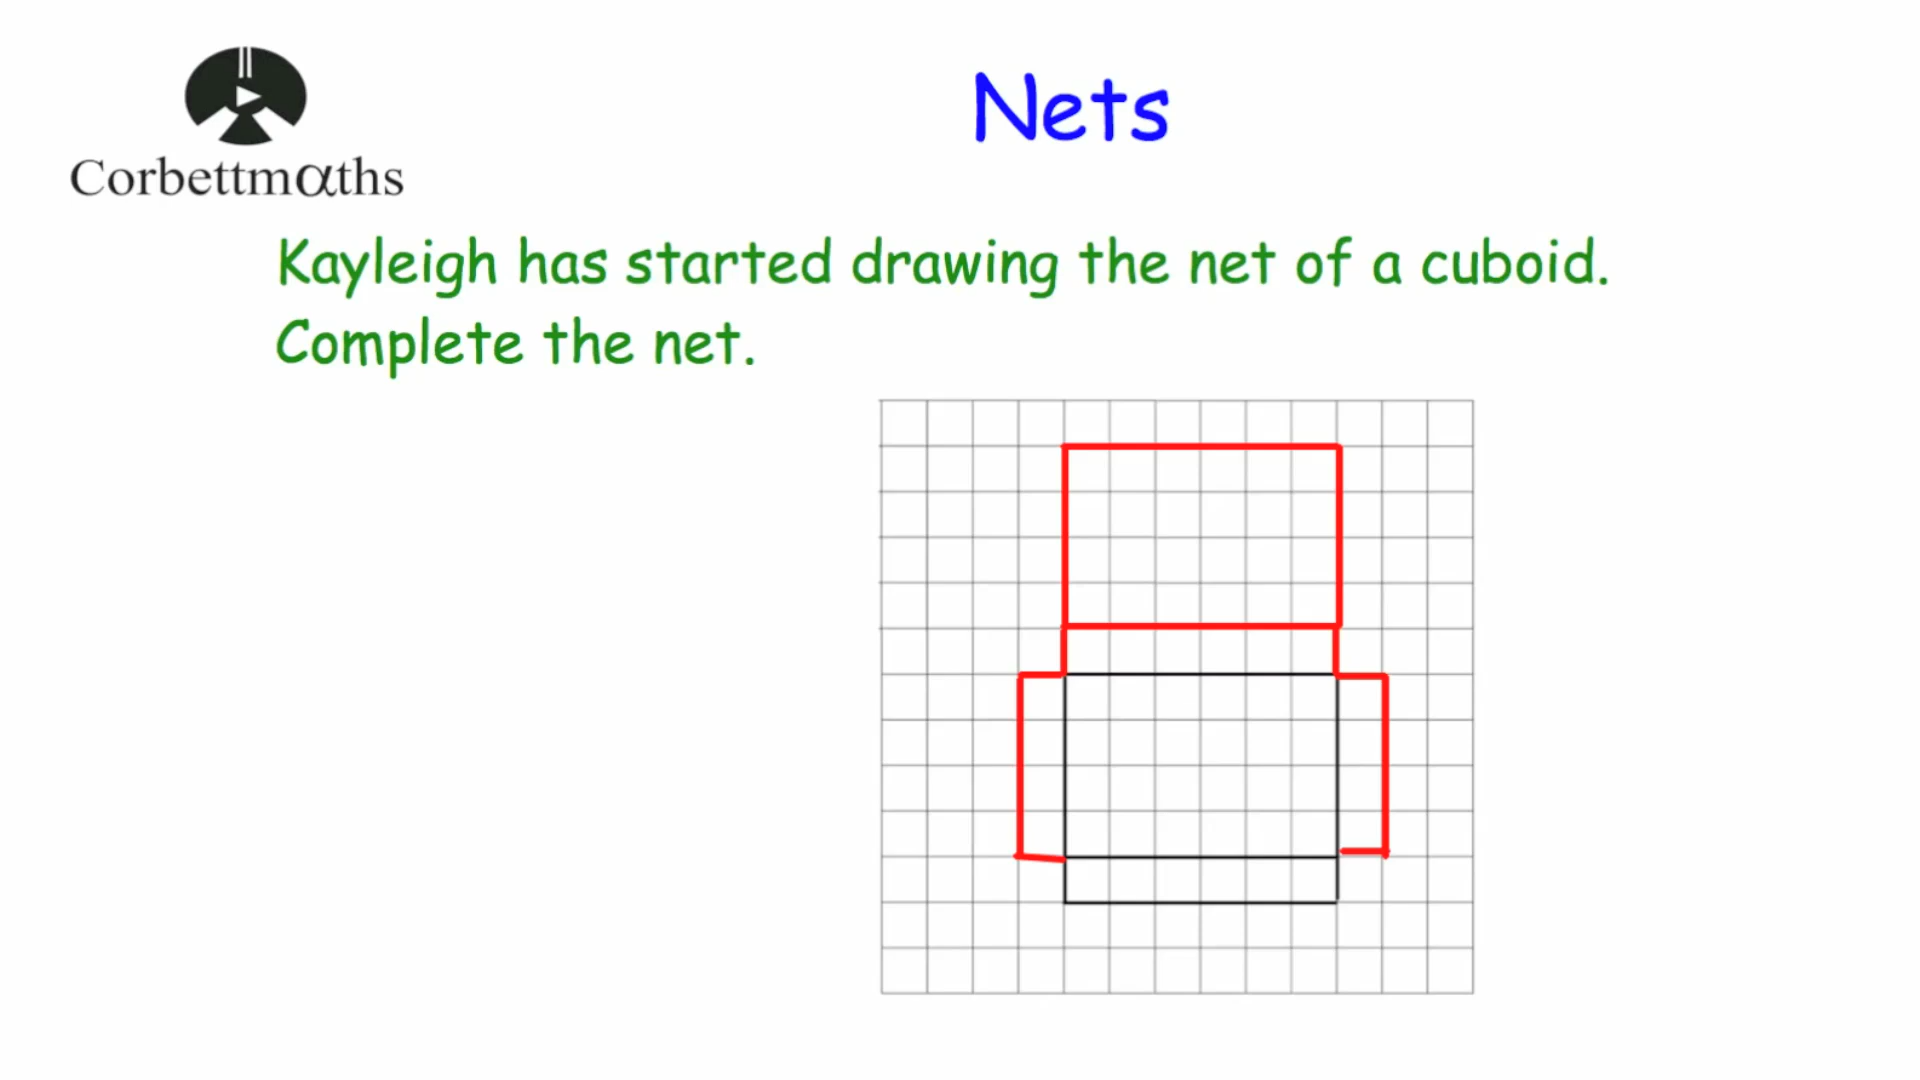 Nets
Corbettmαths
Kayleigh has started drawing the net of a cuboid.
Complete the net.